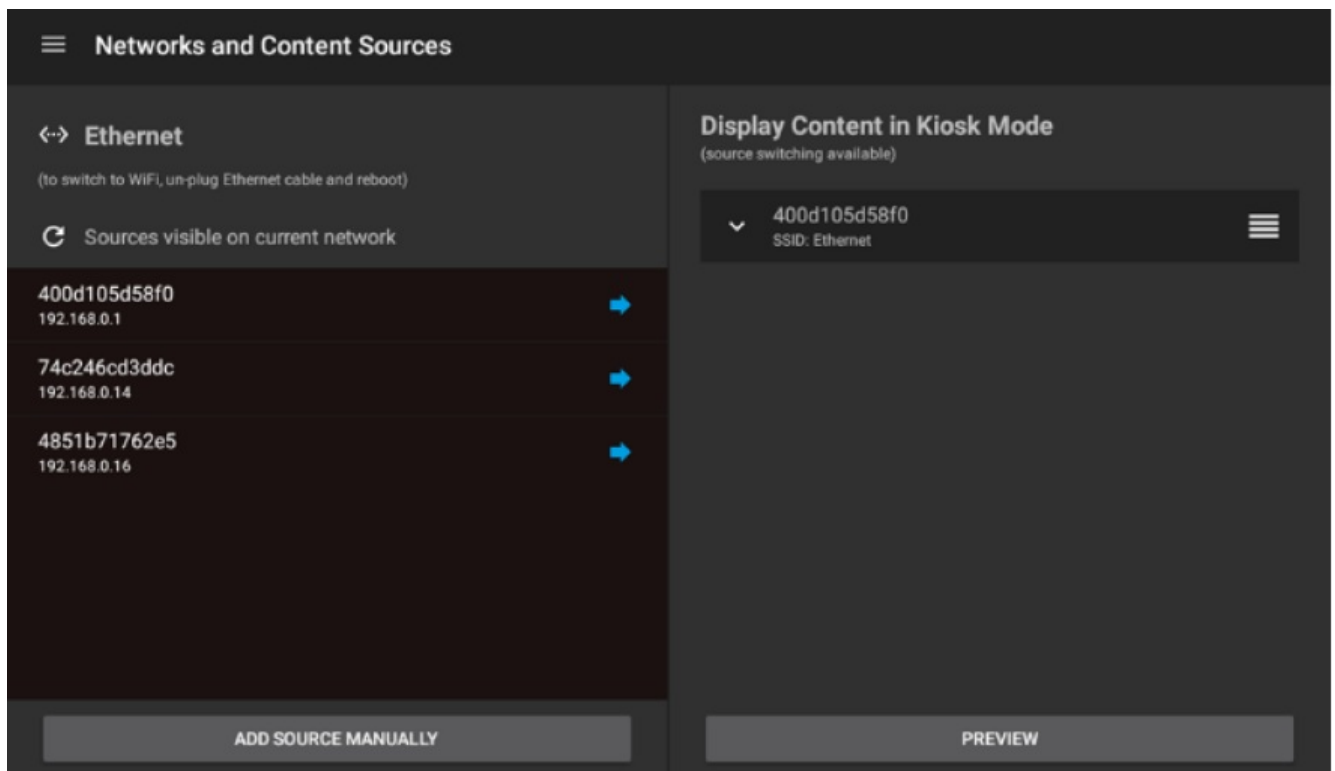 Networks and Content Sources
Ethernet
(to switch to WiFi, un-plug Ethernet cable and reboot)
Sources visible on current network
400d105d58f0
192.168.0.1
74c246cd3ddc
192.168.0.14
4851b71762e5
192.168.0.16
ADD SOURCE MANUALLY
Display Content in Kiosk Mode
(source switching available)
400d105d58f0
SSID: Ethernet
PREVIEW